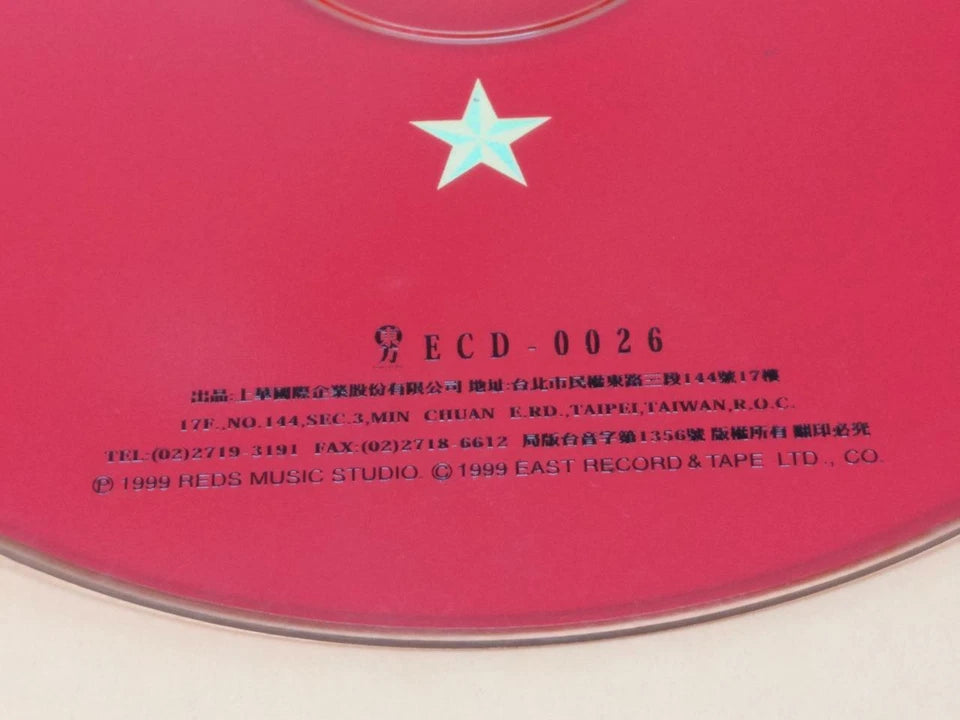 東方 ECD-0026
出品:上華國際企業股份有限公司 地址:台北市民權東路三段144號17樓
17F.,NO.144,SEC.3,MIN CHUAN E.RD.,TAIPEI,TAIWAN,R.O.C.
TEL:(02)2719-3191 FAX:(02)2718-6612 局版台音字第1356號 版權所有 翻印必究
Ⓟ 1999 REDS MUSIC STUDIO. © 1999 EAST RECORD & TAPE LTD., CO.